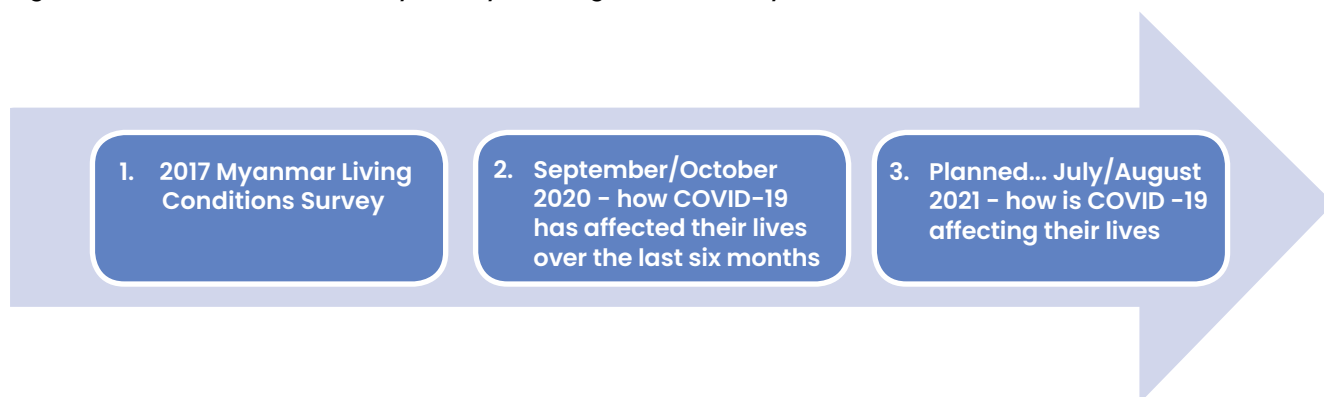 1. 2017 Myanmar Living
Conditions Survey
2. September/October
2020 - how COVID-19
has affected their lives
over the last six months
3. Planned... July/August
2021 - how is COVID -19
affecting their lives